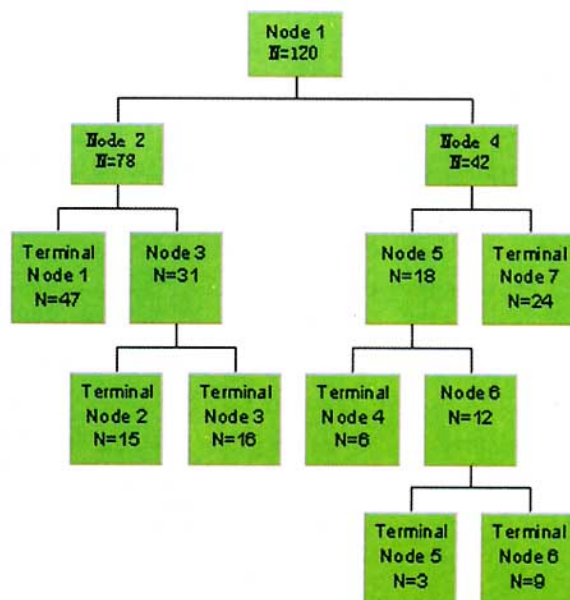 Node 1
N=120
Node 2
N=78
Node 4
N=42
Terminal
Node 1
N=47
Node 3
N=31
Node 5
N=18
Terminal
Node 7
N=24
Terminal
Node 2
N=15
Terminal
Node 3
N=16
Terminal
Node 4
N=6
Node 6
N=12
Terminal
Node 5
N=3
Terminal
Node 6
N=9